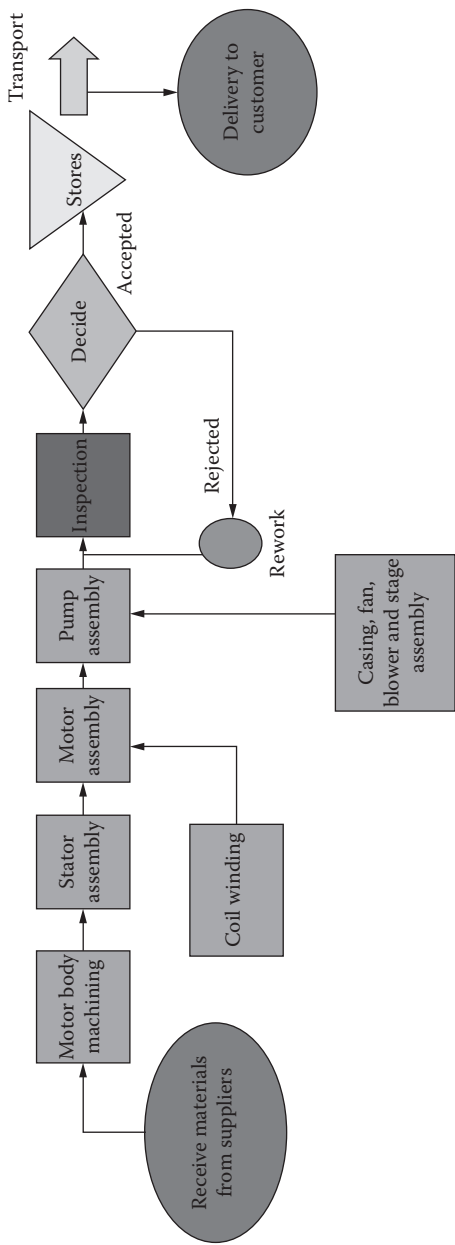 Receive materials
from suppliers
Motor body
machining
Stator
assembly
Coil winding
Motor
assembly
Pump
assembly
Casing, fan,
blower and stage
assembly
Inspection
Rework
Rejected
Decide
Accepted
Stores
Transport
Delivery to
customer